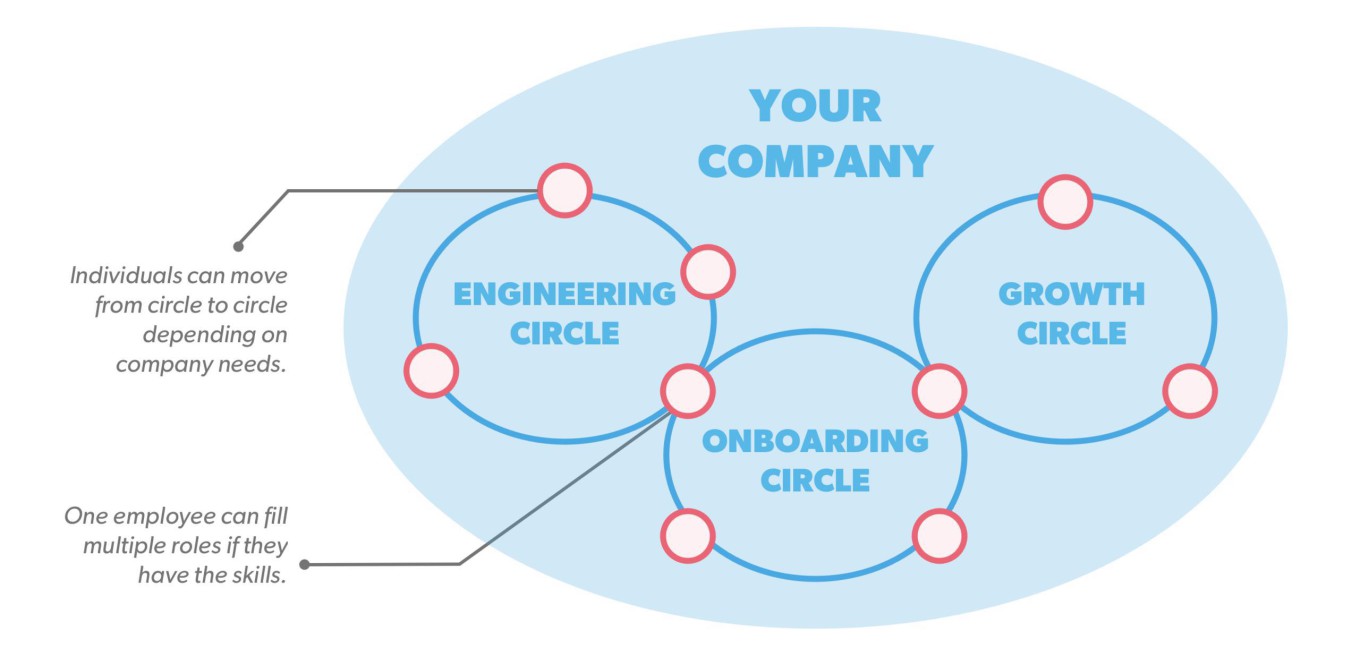 YOUR
COMPANY
Individuals can move
from circle to circle
depending on
company needs.
ENGINEERING
CIRCLE
GROWTH
CIRCLE
ONBOARDING
CIRCLE
One employee can fill
multiple roles if they
have the skills.